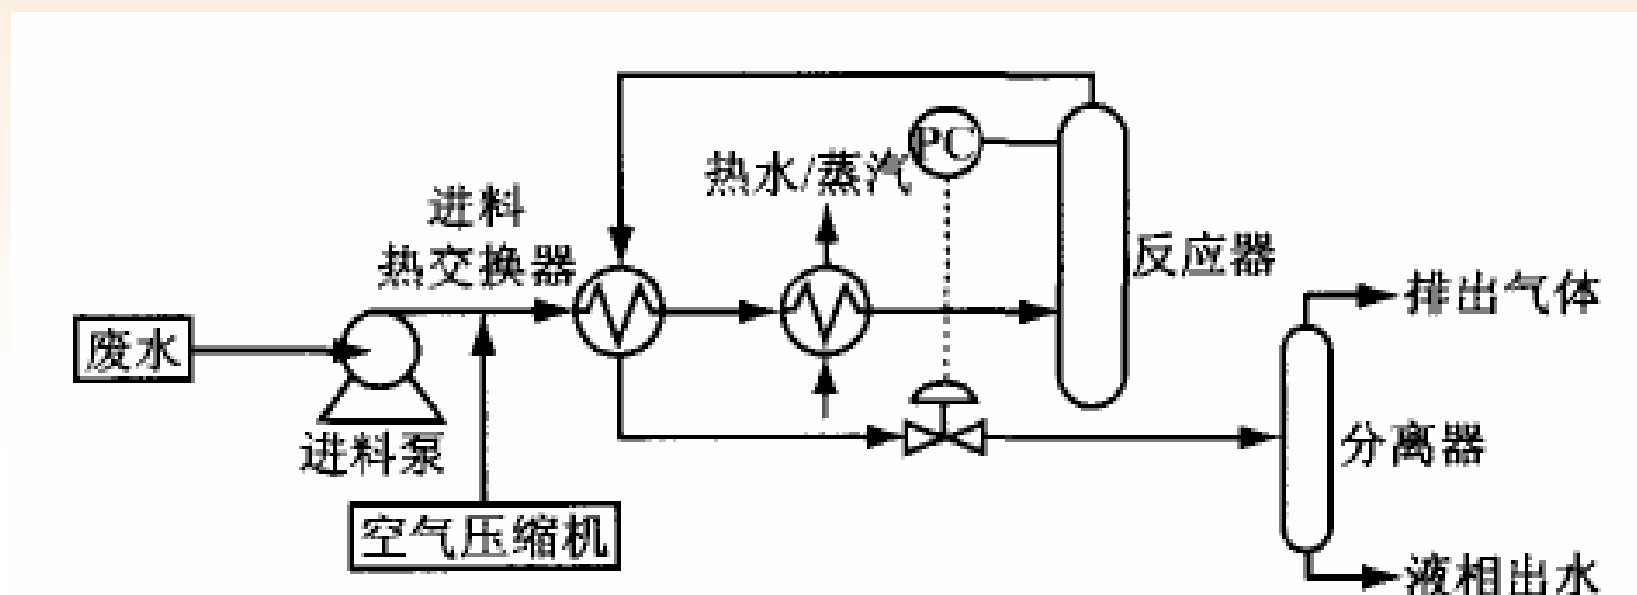 PC
热水/蒸汽
进料
热交换器
反应器
排出气体
废水
进料泵
分离器
空气压缩机
液相出水